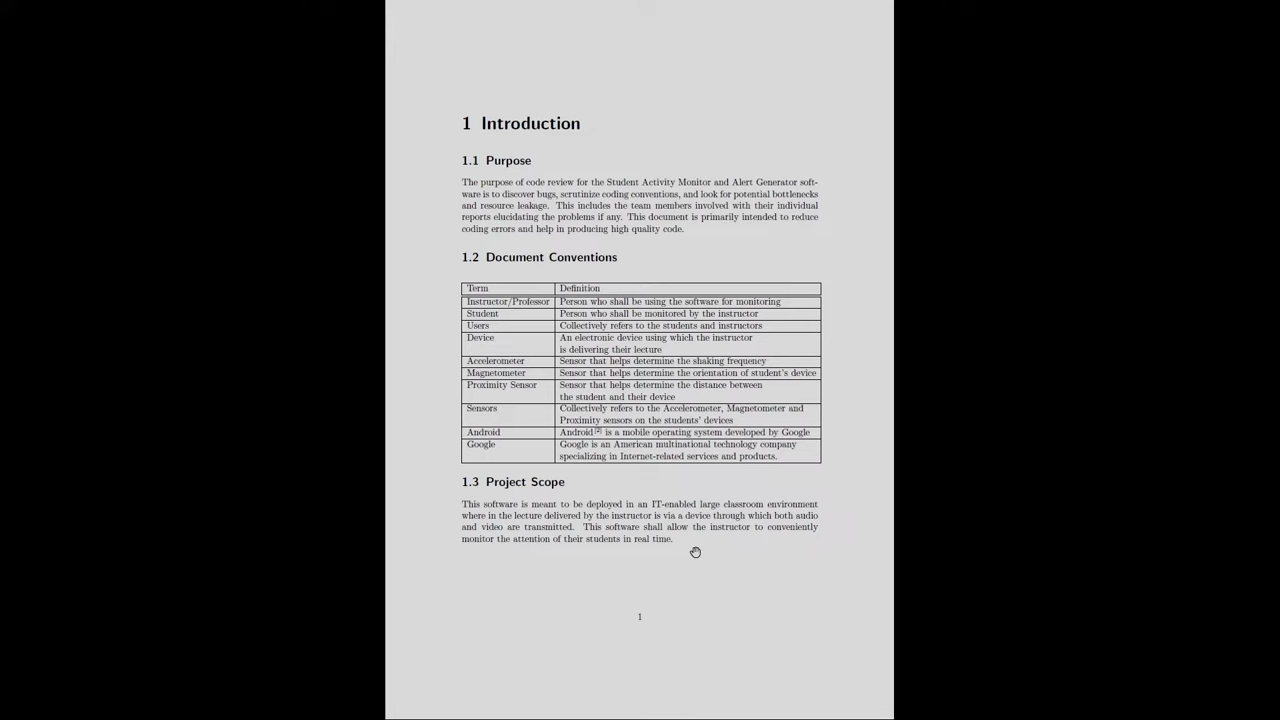 1 Introduction
1.1 Purpose
The purpose of code review for the Student Activity Monitor and Alert Generator soft-
ware is to discover bugs, scrutinize coding conventions, and look for potential bottlenecks
and resource leakage. This includes the team members involved with their individual
reports elucidating the problems if any. This document is primarily intended to reduce
coding errors and help in producing high quality code.
1.2 Document Conventions
Term Definition
Instructor/Professor Person who shall be using the software for monitoring
Student Person who shall be monitored by the instructor
Users Collectively refers to the students and instructors
Device An electronic device using which the instructor
is delivering their lecture
Accelerometer Sensor that helps determine the shaking frequency
Magnetometer Sensor that helps determine the orientation of student's device
Proximity Sensor Sensor that helps determine the distance between
the student and their device
Sensors Collectively refers to the Accelerometer, Magnetometer and
Proximity sensors on the students' devices
Android Android[2] is a mobile operating system developed by Google
Google Google is an American multinational technology company
specializing in Internet-related services and products.
1.3 Project Scope
This software is meant to be deployed in an IT-enabled large classroom environment
where in the lecture delivered by the instructor is via a device through which both audio
and video are transmitted. This software shall allow the instructor to conveniently
monitor the attention of their students in real time.
1